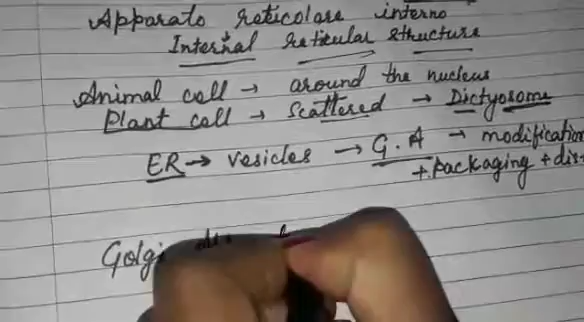 Apparato reticolare interno
Internal reticular structure
Animal cell → around the nucleus
Plant cell → Scattered → Dictyosome
ER → vesicles → G.A → modification
+ Packaging + dis
Golgi